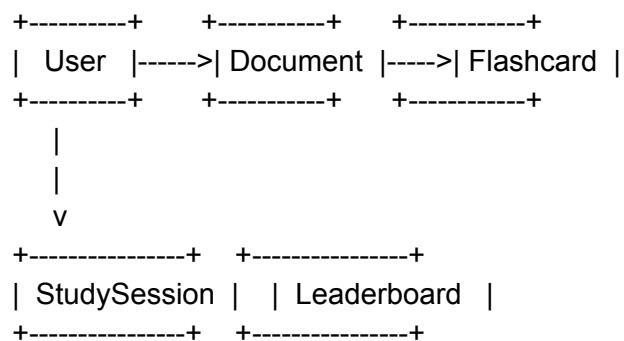 +----------+ +-----------+ +------------+
| User |------>| Document |----->| Flashcard |
+----------+ +-----------+ +------------+
|
|
v
+----------------+ +----------------+
| StudySession | | Leaderboard |
+----------------+ +----------------+